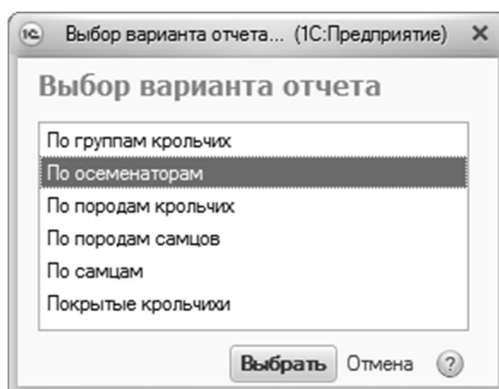 1С Выбор варианта отчета... (1С:Предприятие) ×
Выбор варианта отчета
По группам крольчих
По осеменаторам
По породам крольчих
По породам самцов
По самцам
Покрытые крольчихи
Выбрать Отмена ?